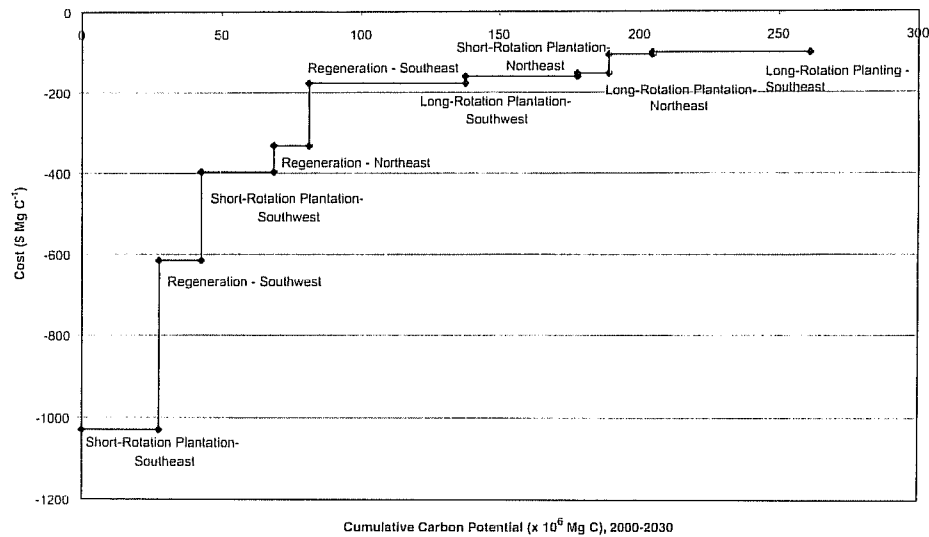 0
0
50
100
150
200
250
300
Short-Rotation Plantation-
Northeast
Regeneration - Southeast
Long-Rotation Planting -
Southeast
-200
Long-Rotation Plantation-
Southwest
Long-Rotation Plantation-
Northeast
Regeneration - Northeast
-400
Short-Rotation Plantation-
Southwest
Cost ($ Mg C⁻¹)
-600
Regeneration - Southwest
-800
-1000
Short-Rotation Plantation-
Southeast
-1200
Cumulative Carbon Potential (x 10⁶ Mg C), 2000-2030